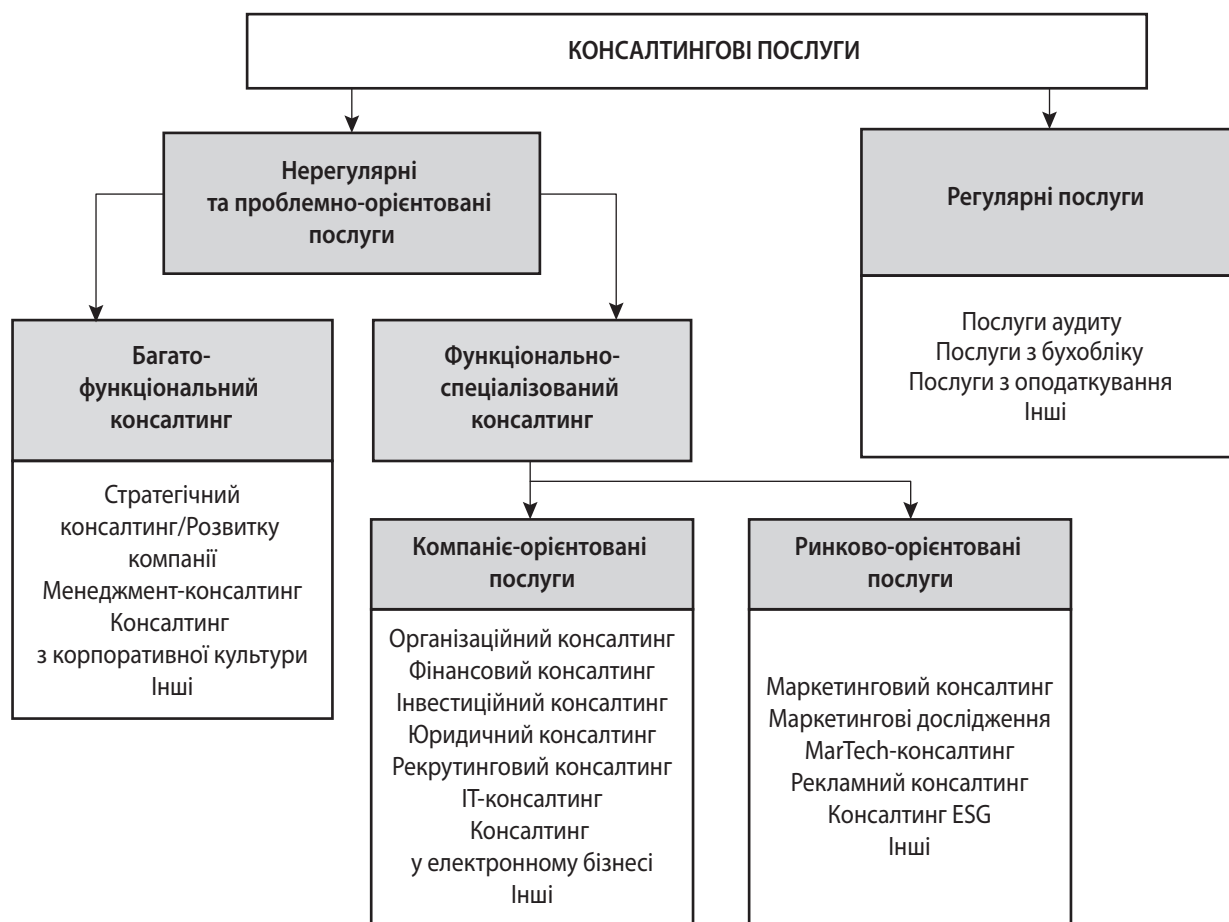 КОНСАЛТИНГОВІ ПОСЛУГИ
Нерегулярні
та проблемно-орієнтовані
послуги
Регулярні послуги
Послуги аудиту
Послуги з бухобліку
Послуги з оподаткування
Інші
Багато-
функціональний
консалтинг
Стратегічний
консалтинг/Розвитку
компанії
Менеджмент-консалтинг
Консалтинг
з корпоративної культури
Інші
Функціонально-
спеціалізований
консалтинг
Компаніє-орієнтовані
послуги
Організаційний консалтинг
Фінансовий консалтинг
Інвестиційний консалтинг
Юридичний консалтинг
Рекрутинговий консалтинг
ІТ-консалтинг
Консалтинг
у електронному бізнесі
Інші
Ринково-орієнтовані
послуги
Маркетинговий консалтинг
Маркетингові дослідження
MarTech-консалтинг
Рекламний консалтинг
Консалтинг ESG
Інші